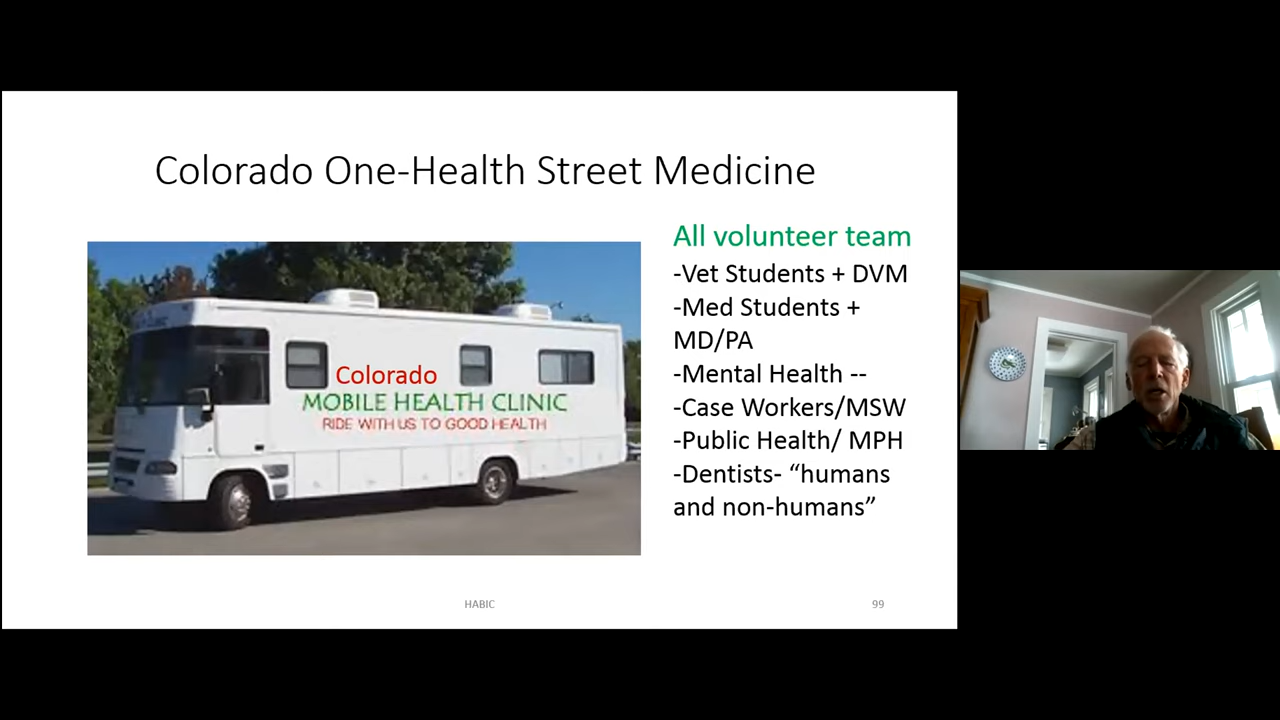 Colorado One-Health Street Medicine
Colorado
MOBILE HEALTH CLINIC
RIDE WITH US TO GOOD HEALTH
All volunteer team
-Vet Students + DVM
-Med Students +
MD/PA
-Mental Health --
-Case Workers/MSW
-Public Health/ MPH
-Dentists- “humans
and non-humans”
HABIC
99